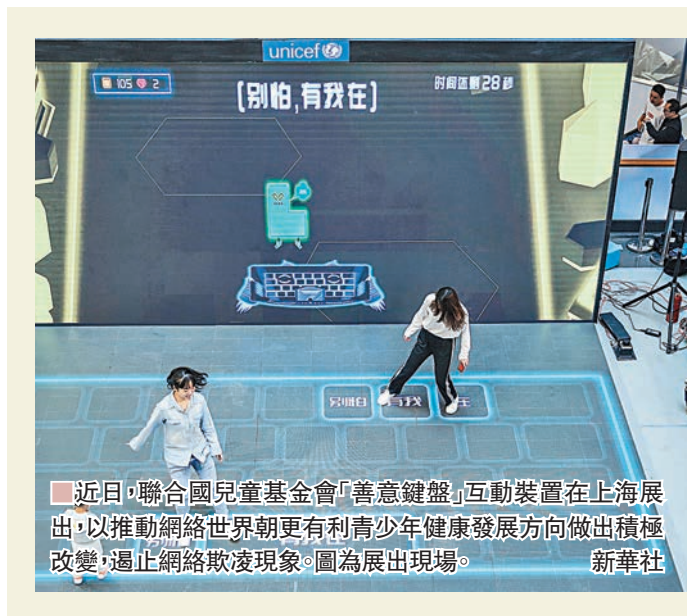 unicef
105 2
[别怕,有我在]
时间还剩28秒
别怕 有我 在
■近日,聯合國兒童基金會「善意鍵盤」互動裝置在上海展
出,以推動網絡世界朝更有利青少年健康發展方向做出積極
改變,遏止網絡欺凌現象。圖為展出現場。 新華社